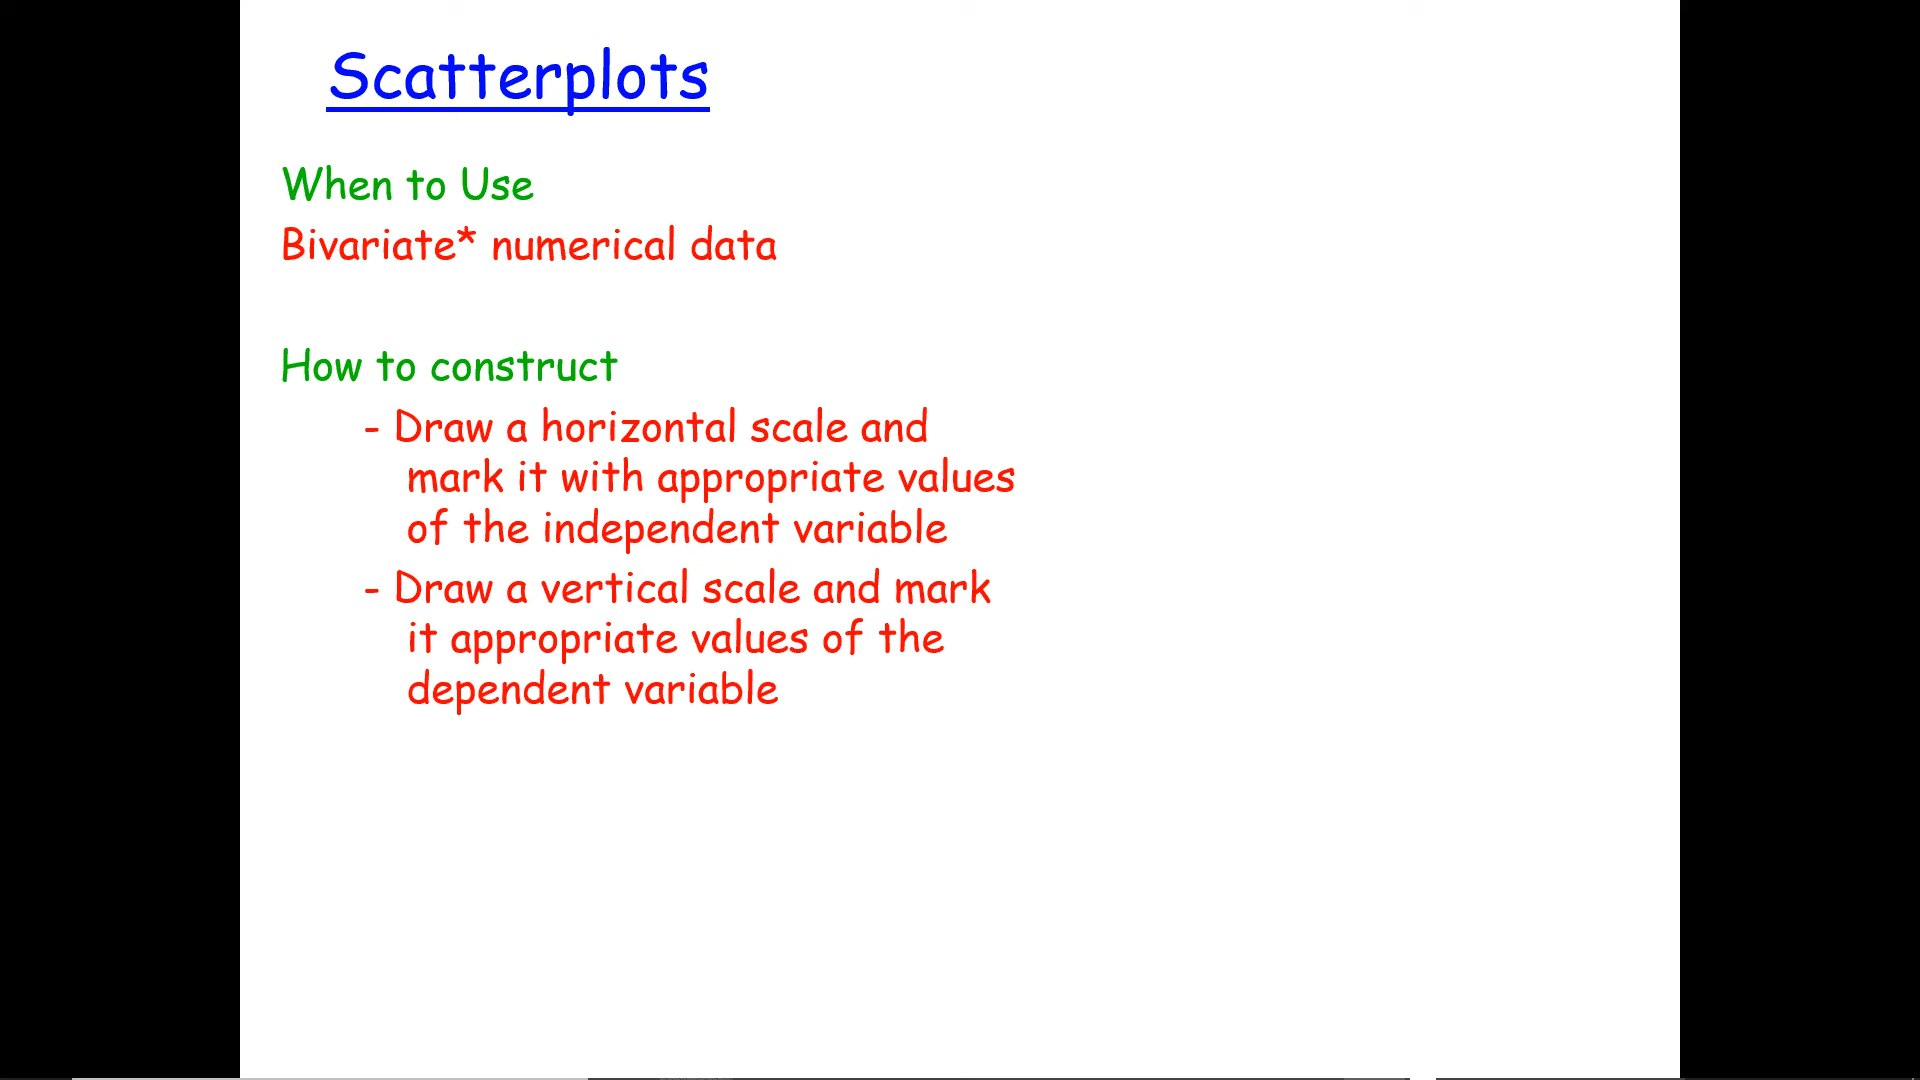 Scatterplots
When to Use
Bivariate* numerical data
How to construct
- Draw a horizontal scale and
mark it with appropriate values
of the independent variable
- Draw a vertical scale and mark
it appropriate values of the
dependent variable